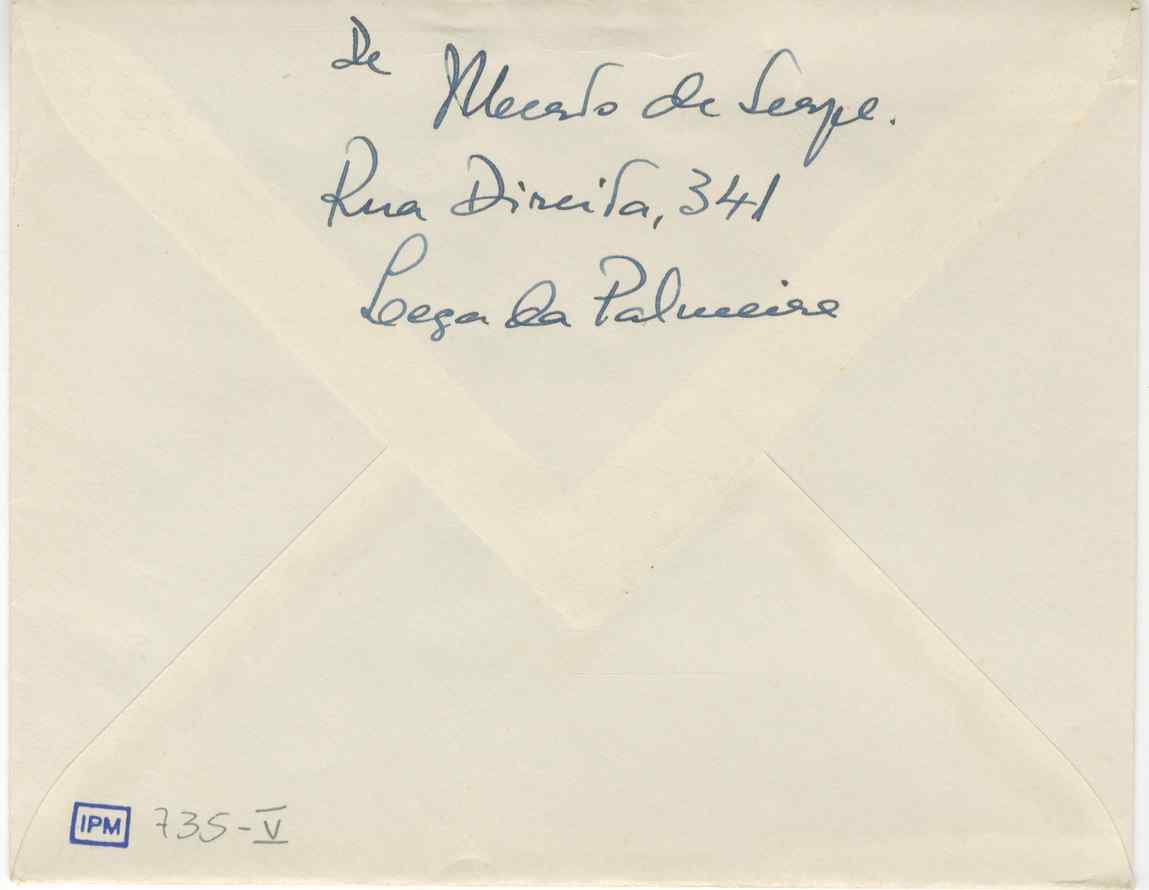 De
Alberto de Serpa.
Rua Direita, 341
Leça da Palmeira
IPM 735-V